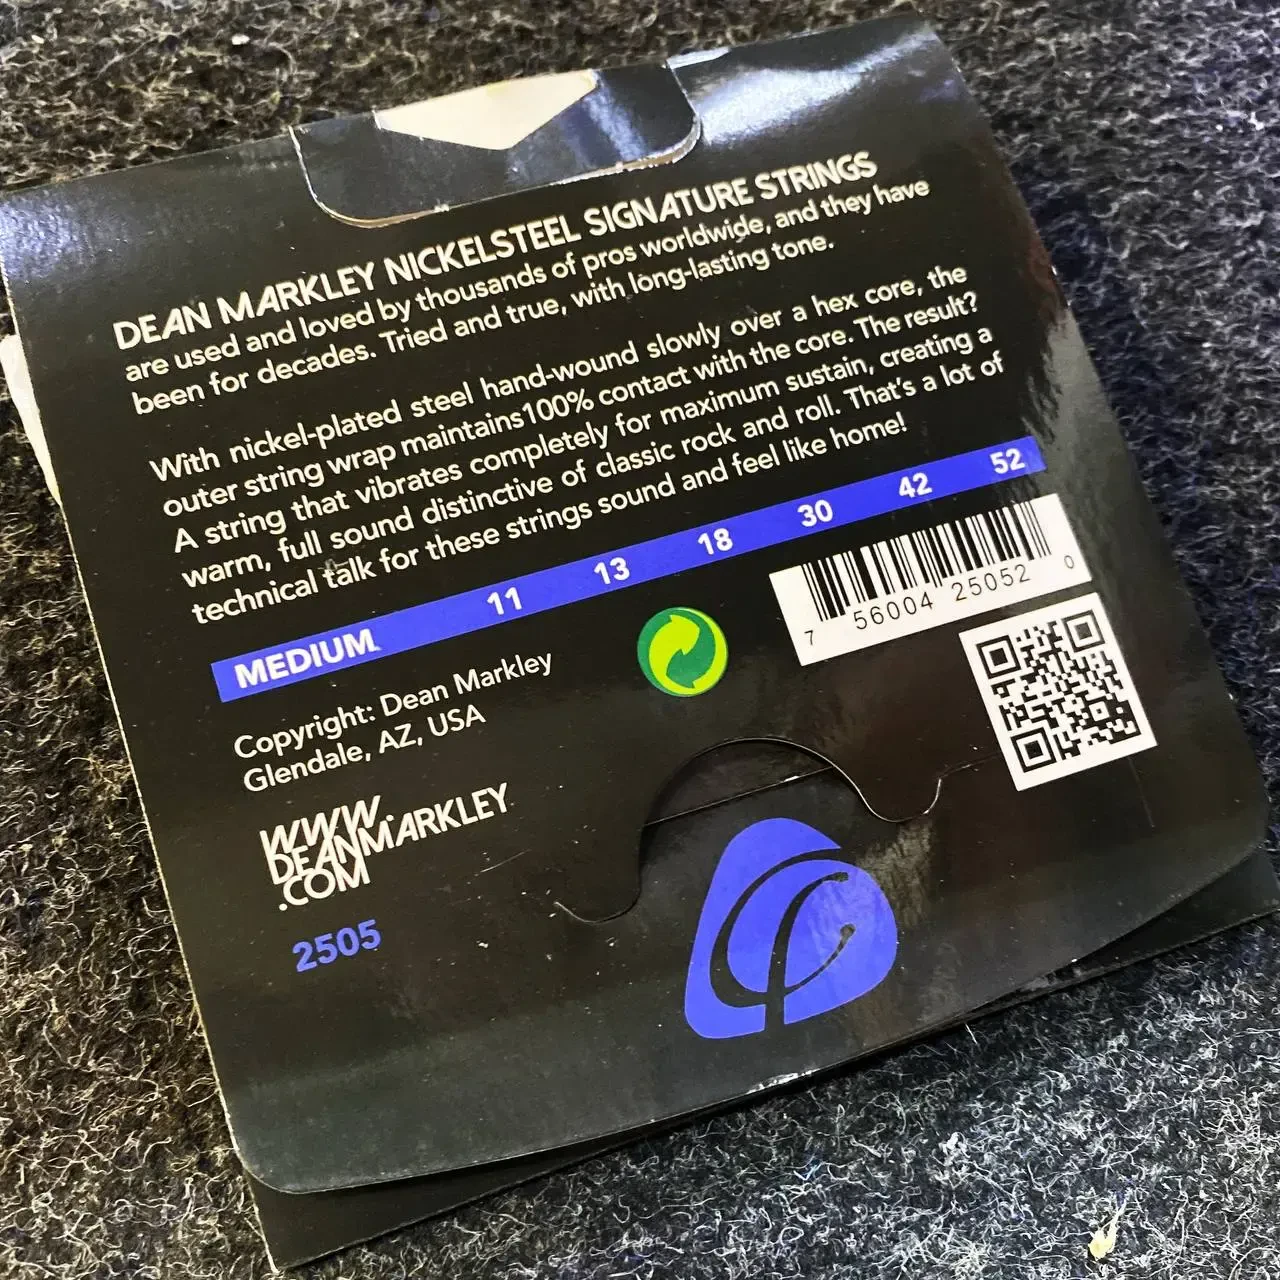 DEAN MARKLEY NICKELSTEEL SIGNATURE STRINGS
are used and loved by thousands of pros worldwide, and they have
been for decades. Tried and true, with long-lasting tone.
With nickel-plated steel hand-wound slowly over a hex core, the
outer string wrap maintains100% contact with the core. The result?
A string that vibrates completely for maximum sustain, creating a
warm, full sound distinctive of classic rock and roll. That's a lot of
technical talk for these strings sound and feel like home!
MEDIUM 11 13 18 30 42 52
7 56004 25052 0
Copyright: Dean Markley
Glendale, AZ, USA
WWW.
DEANMARKLEY
.COM
2505